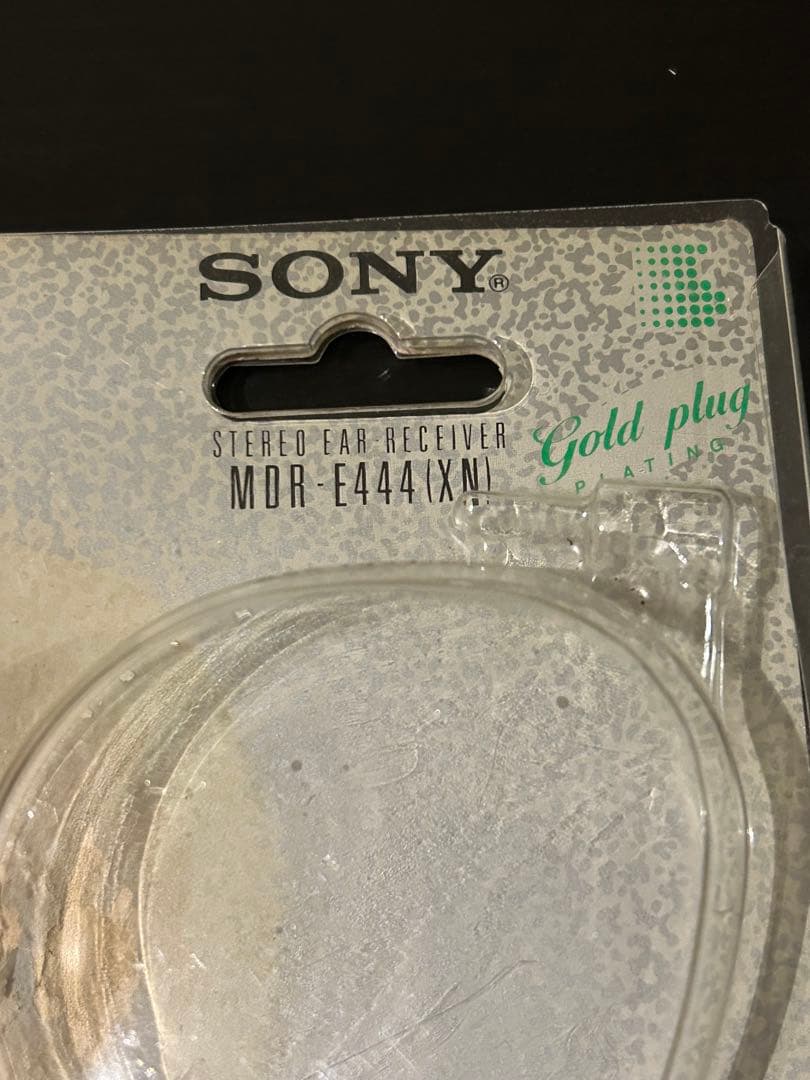 SONY®
STEREO EAR-RECEIVER
MDR-E444(XN)
Gold plug
PLATING